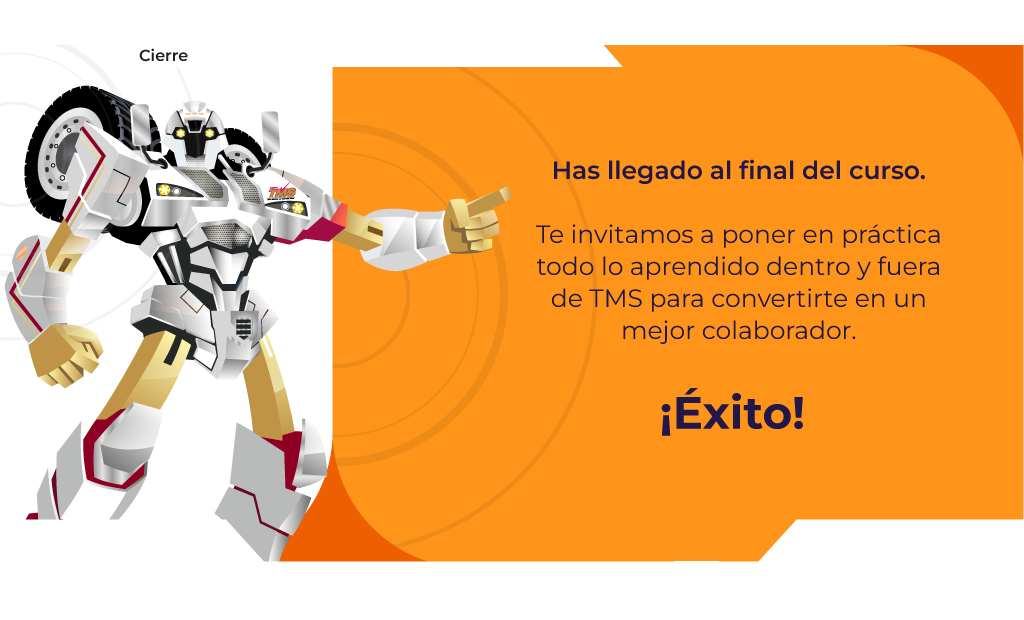 Cierre
TMS
Has llegado al final del curso.
Te invitamos a poner en práctica
todo lo aprendido dentro y fuera
de TMS para convertirte en un
mejor colaborador.
¡Éxito!